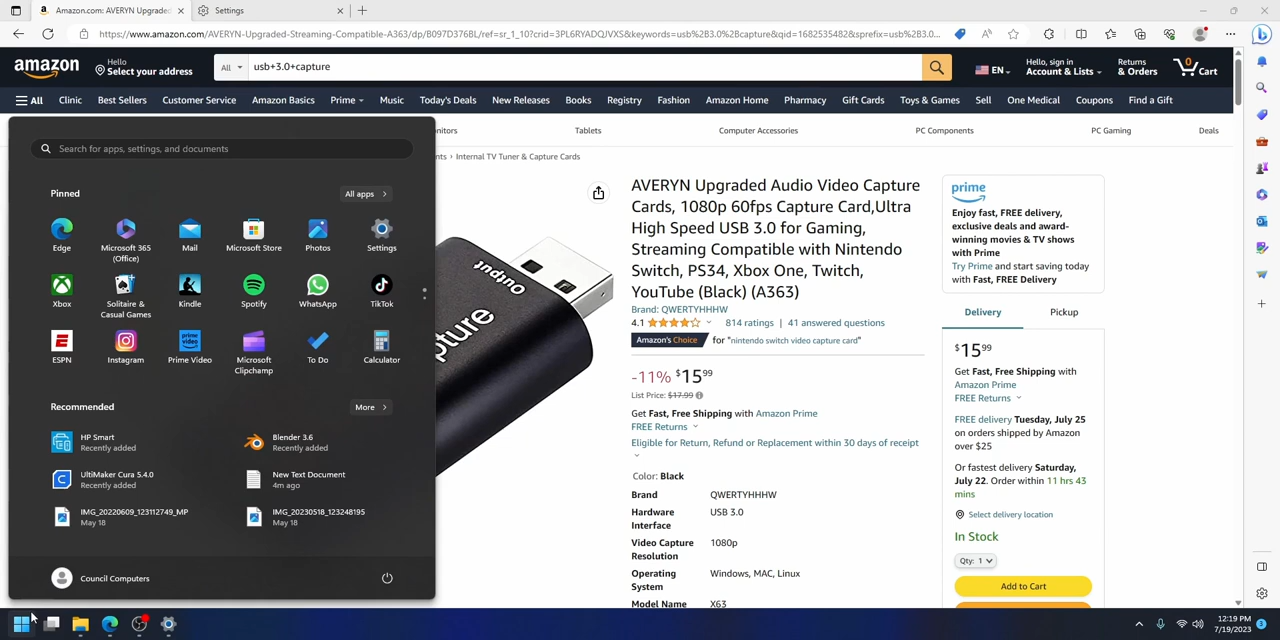 Amazon.com: AVERYN Upgraded
Settings
https://www.amazon.com/AVERYN-Upgraded-Streaming-Compatible-A363/dp/B097D376BL/ref=sr_1_10?crid=3PL6RYADQJVXS&keywords=usb%2B3.0%2Bcapture&qid=1682535482&sprefix=usb%2B3.0%...
amazon
Hello
Select your address
All
usb+3.0+capture
EN
Hello, sign in
Account & Lists
Returns
& Orders
0
Cart
All
Clinic
Best Sellers
Customer Service
Amazon Basics
Prime
Music
Today's Deals
New Releases
Books
Registry
Fashion
Amazon Home
Pharmacy
Gift Cards
Toys & Games
Sell
One Medical
Coupons
Find a Gift
nitors
Tablets
Computer Accessories
PC Components
PC Gaming
Deals
nts › Internal TV Tuner & Capture Cards
Search for apps, settings, and documents
Pinned
All apps >
Edge
Microsoft 365
(Office)
Mail
Microsoft Store
Photos
Settings
Xbox
Solitaire &
Casual Games
Kindle
Spotify
WhatsApp
TikTok
ESPN
Instagram
Prime Video
Microsoft
Clipchamp
To Do
Calculator
Recommended
More >
HP Smart
Recently added
Blender 3.6
Recently added
UltiMaker Cura 5.4.0
Recently added
New Text Document
4m ago
IMG_20220609_123112749_MP
May 18
IMG_20230518_123248195
May 18
Council Computers
Output
pture
AVERYN Upgraded Audio Video Capture
Cards, 1080p 60fps Capture Card,Ultra
High Speed USB 3.0 for Gaming,
Streaming Compatible with Nintendo
Switch, PS34, Xbox One, Twitch,
YouTube (Black) (A363)
Brand: QWERTYHHHW
4.1
814 ratings | 41 answered questions
Amazon's Choice for "nintendo switch video capture card"
-11% $15 99
List Price: $17.99
Get Fast, Free Shipping with Amazon Prime
FREE Returns
Eligible for Return, Refund or Replacement within 30 days of receipt
Color: Black
Brand QWERTYHHHW
Hardware USB 3.0
Interface
Video Capture 1080p
Resolution
Operating Windows, MAC, Linux
System
Model Name X63
prime
Enjoy fast, FREE delivery,
exclusive deals and award-
winning movies & TV shows
with Prime
Try Prime and start saving today
with Fast, FREE Delivery
Delivery
Pickup
$15 99
Get Fast, Free Shipping with
Amazon Prime
FREE Returns
FREE delivery Tuesday, July 25
on orders shipped by Amazon
over $25
Or fastest delivery Saturday,
July 22. Order within 11 hrs 43
mins
Select delivery location
In Stock
Qty: 1
Add to Cart
12:19 PM
7/19/2023
3